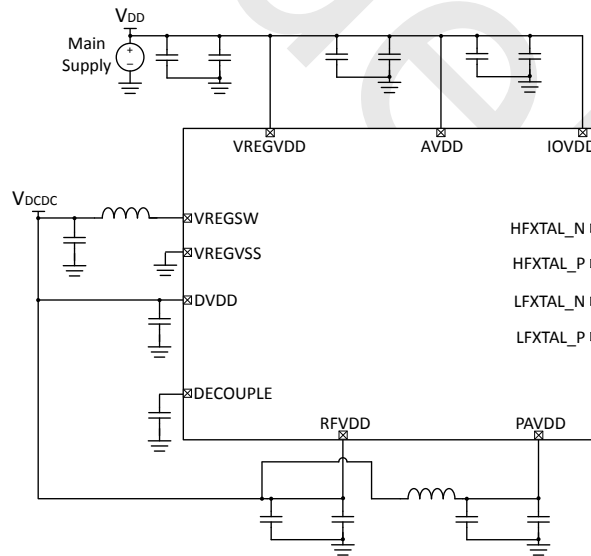 VDD
Main
Supply
+
−
VREGVDD
AVDD
IOVDD
VDCDC
VREGSW
HFXTAL_N
VREGVSS
HFXTAL_P
DVDD
LFXTAL_N
LFXTAL_P
DECOUPLE
RFVDD
PAVDD